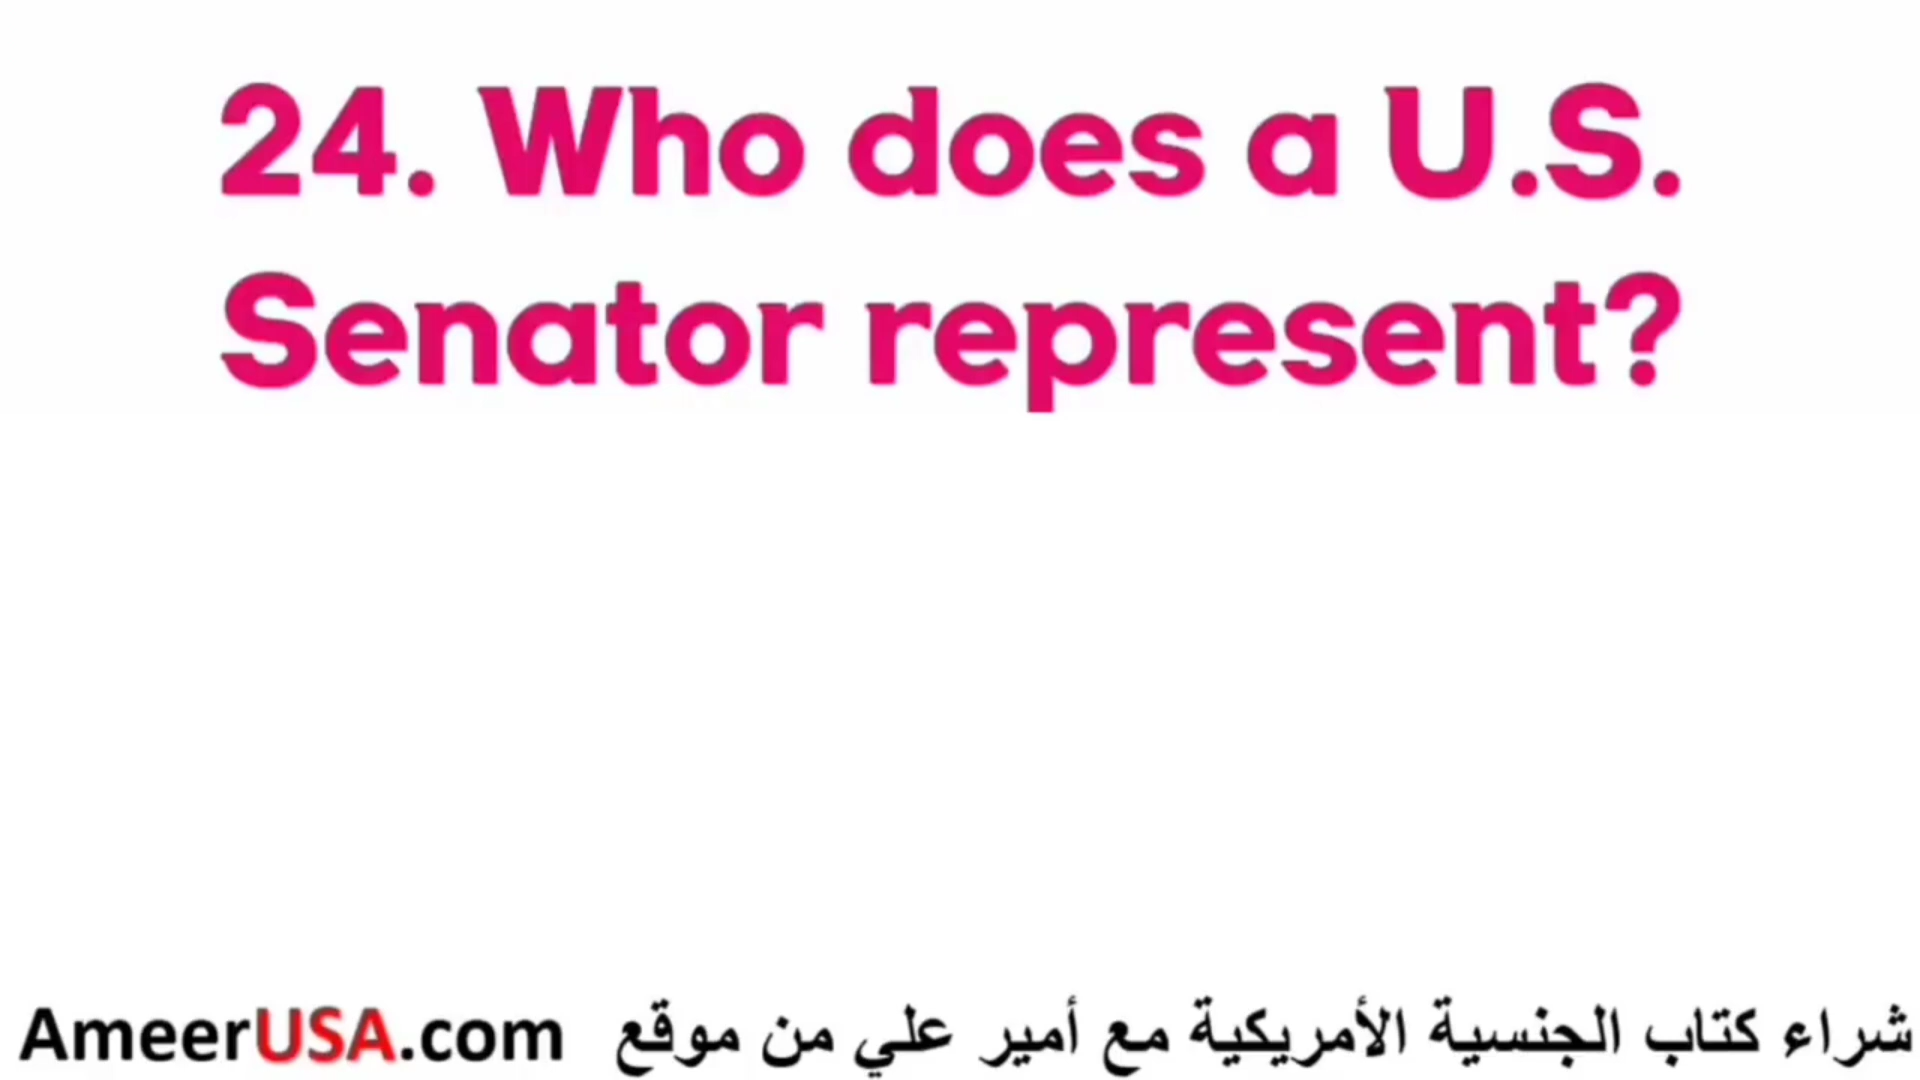 24. Who does a U.S.
Senator represent?
شراء كتاب الجنسية الأمريكية مع أمير علي من موقع AmeerUSA.com